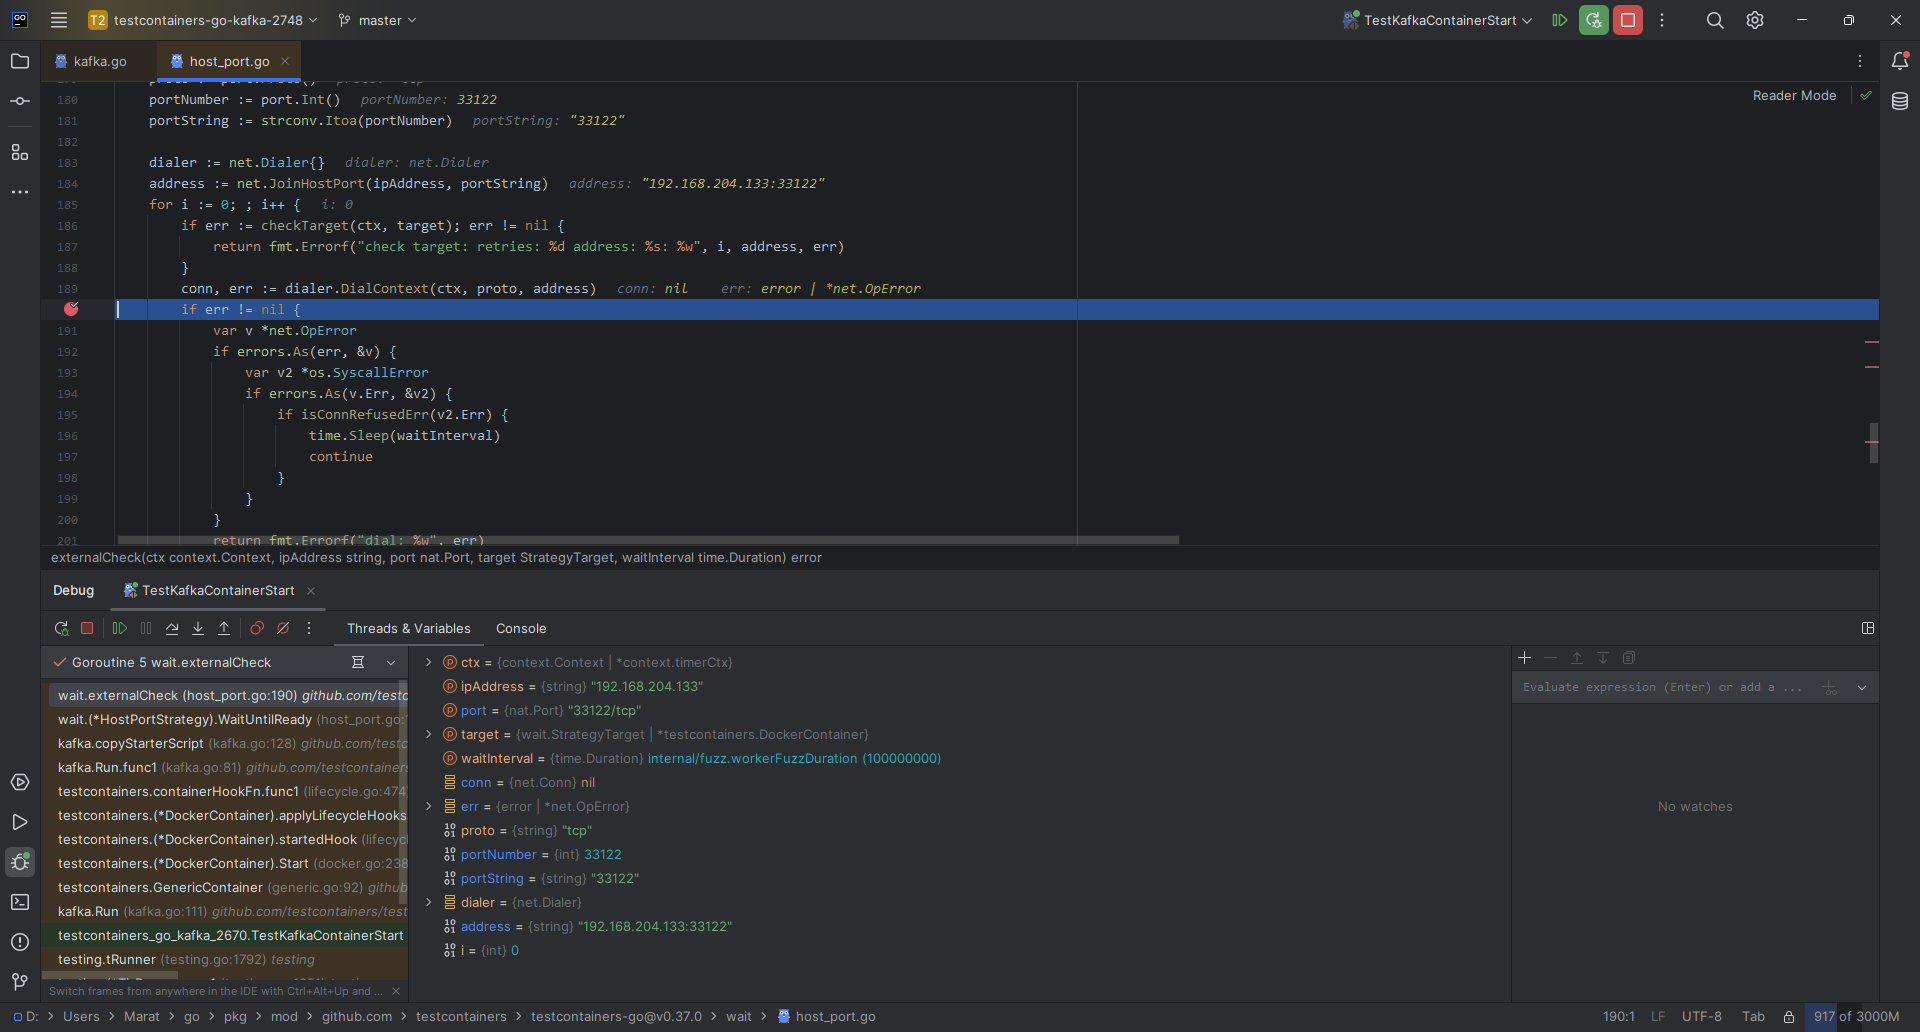 GO
T2 testcontainers-go-kafka-2748
master
TestKafkaContainerStart
kafka.go
host_port.go
Reader Mode
180 portNumber := port.Int() portNumber: 33122
181 portString := strconv.Itoa(portNumber) portString: "33122"
182
183 dialer := net.Dialer{} dialer: net.Dialer
184 address := net.JoinHostPort(ipAddress, portString) address: "192.168.204.133:33122"
185 for i := 0; ; i++ { i: 0
186 if err := checkTarget(ctx, target); err != nil {
187 return fmt.Errorf("check target: retries: %d address: %s: %w", i, address, err)
188 }
189 conn, err := dialer.DialContext(ctx, proto, address) conn: nil err: error | *net.OpError
if err != nil {
191 var v *net.OpError
192 if errors.As(err, &v) {
193 var v2 *os.SyscallError
194 if errors.As(v.Err, &v2) {
195 if isConnRefusedErr(v2.Err) {
196 time.Sleep(waitInterval)
197 continue
198 }
199 }
200 }
201 return fmt.Errorf("dial: %w", err)
externalCheck(ctx context.Context, ipAddress string, port nat.Port, target StrategyTarget, waitInterval time.Duration) error
Debug
TestKafkaContainerStart
Threads & Variables
Console
Goroutine 5 wait.externalCheck
wait.externalCheck (host_port.go:190) github.com/testc
wait.(*HostPortStrategy).WaitUntilReady (host_port.go:
kafka.copyStarterScript (kafka.go:128) github.com/testc
kafka.Run.func1 (kafka.go:81) github.com/testcontainers
testcontainers.containerHookFn.func1 (lifecycle.go:474)
testcontainers.(*DockerContainer).applyLifecycleHooks
testcontainers.(*DockerContainer).startedHook (lifecycl
testcontainers.(*DockerContainer).Start (docker.go:238
testcontainers.GenericContainer (generic.go:92) github
kafka.Run (kafka.go:111) github.com/testcontainers/test
testcontainers_go_kafka_2670.TestKafkaContainerStart
testing.tRunner (testing.go:1792) testing
Switch frames from anywhere in the IDE with Ctrl+Alt+Up and ...
ctx = {context.Context | *context.timerCtx}
ipAddress = {string} "192.168.204.133"
port = {nat.Port} "33122/tcp"
target = {wait.StrategyTarget | *testcontainers.DockerContainer}
waitInterval = {time.Duration} internal/fuzz.workerFuzzDuration (100000000)
conn = {net.Conn} nil
err = {error | *net.OpError}
proto = {string} "tcp"
portNumber = {int} 33122
portString = {string} "33122"
dialer = {net.Dialer}
address = {string} "192.168.204.133:33122"
i = {int} 0
Evaluate expression (Enter) or add a ...
No watches
D: > Users > Marat > go > pkg > mod > github.com > testcontainers > testcontainers-go@v0.37.0 > wait > host_port.go
190:1 LF UTF-8 Tab 917 of 3000M